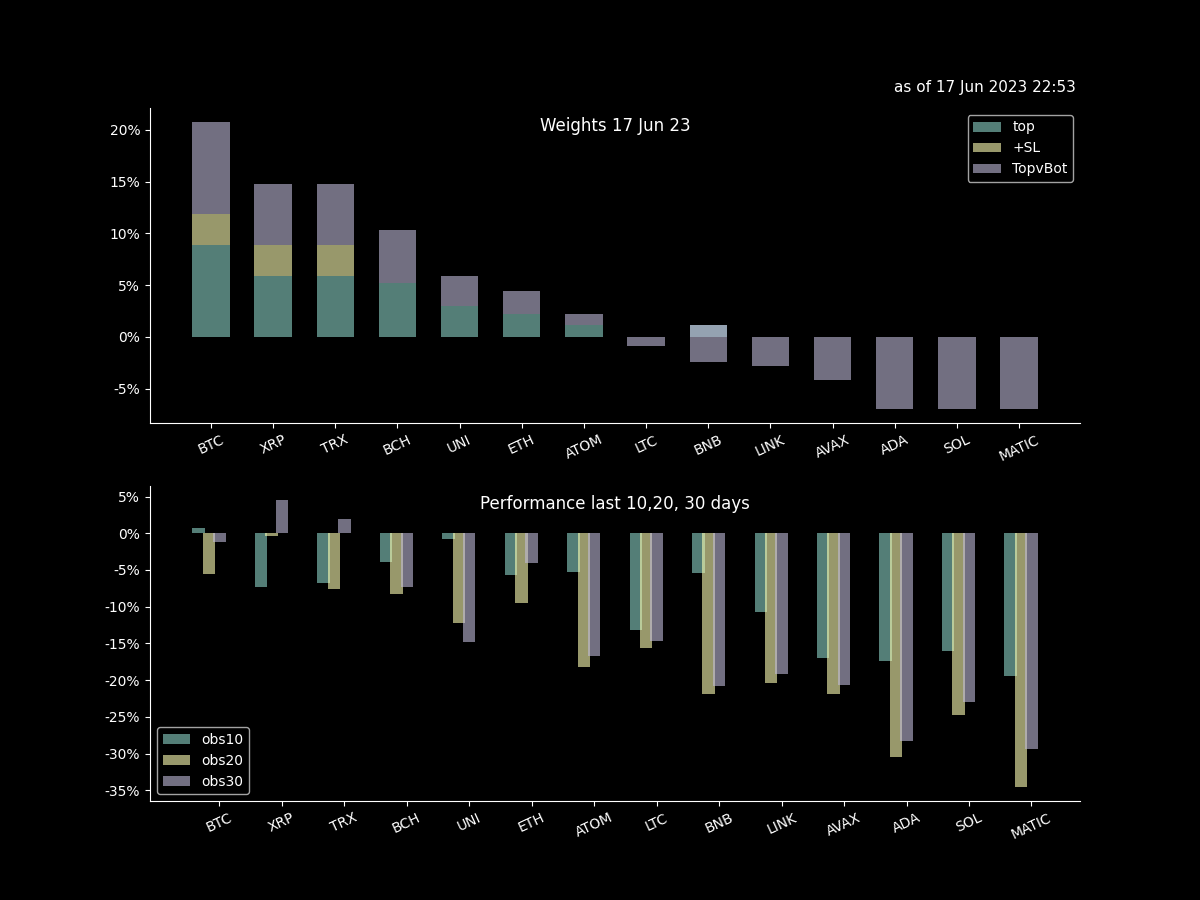 as of 17 Jun 2023 22:53
Weights 17 Jun 23
top
+SL
TopvBot
20%
15%
10%
5%
0%
-5%
BTC XRP TRX BCH UNI ETH ATOM LTC BNB LINK AVAX ADA SOL MATIC
Performance last 10,20, 30 days
5%
0%
-5%
-10%
-15%
-20%
-25%
-30%
-35%
obs10
obs20
obs30
BTC XRP TRX BCH UNI ETH ATOM LTC BNB LINK AVAX ADA SOL MATIC